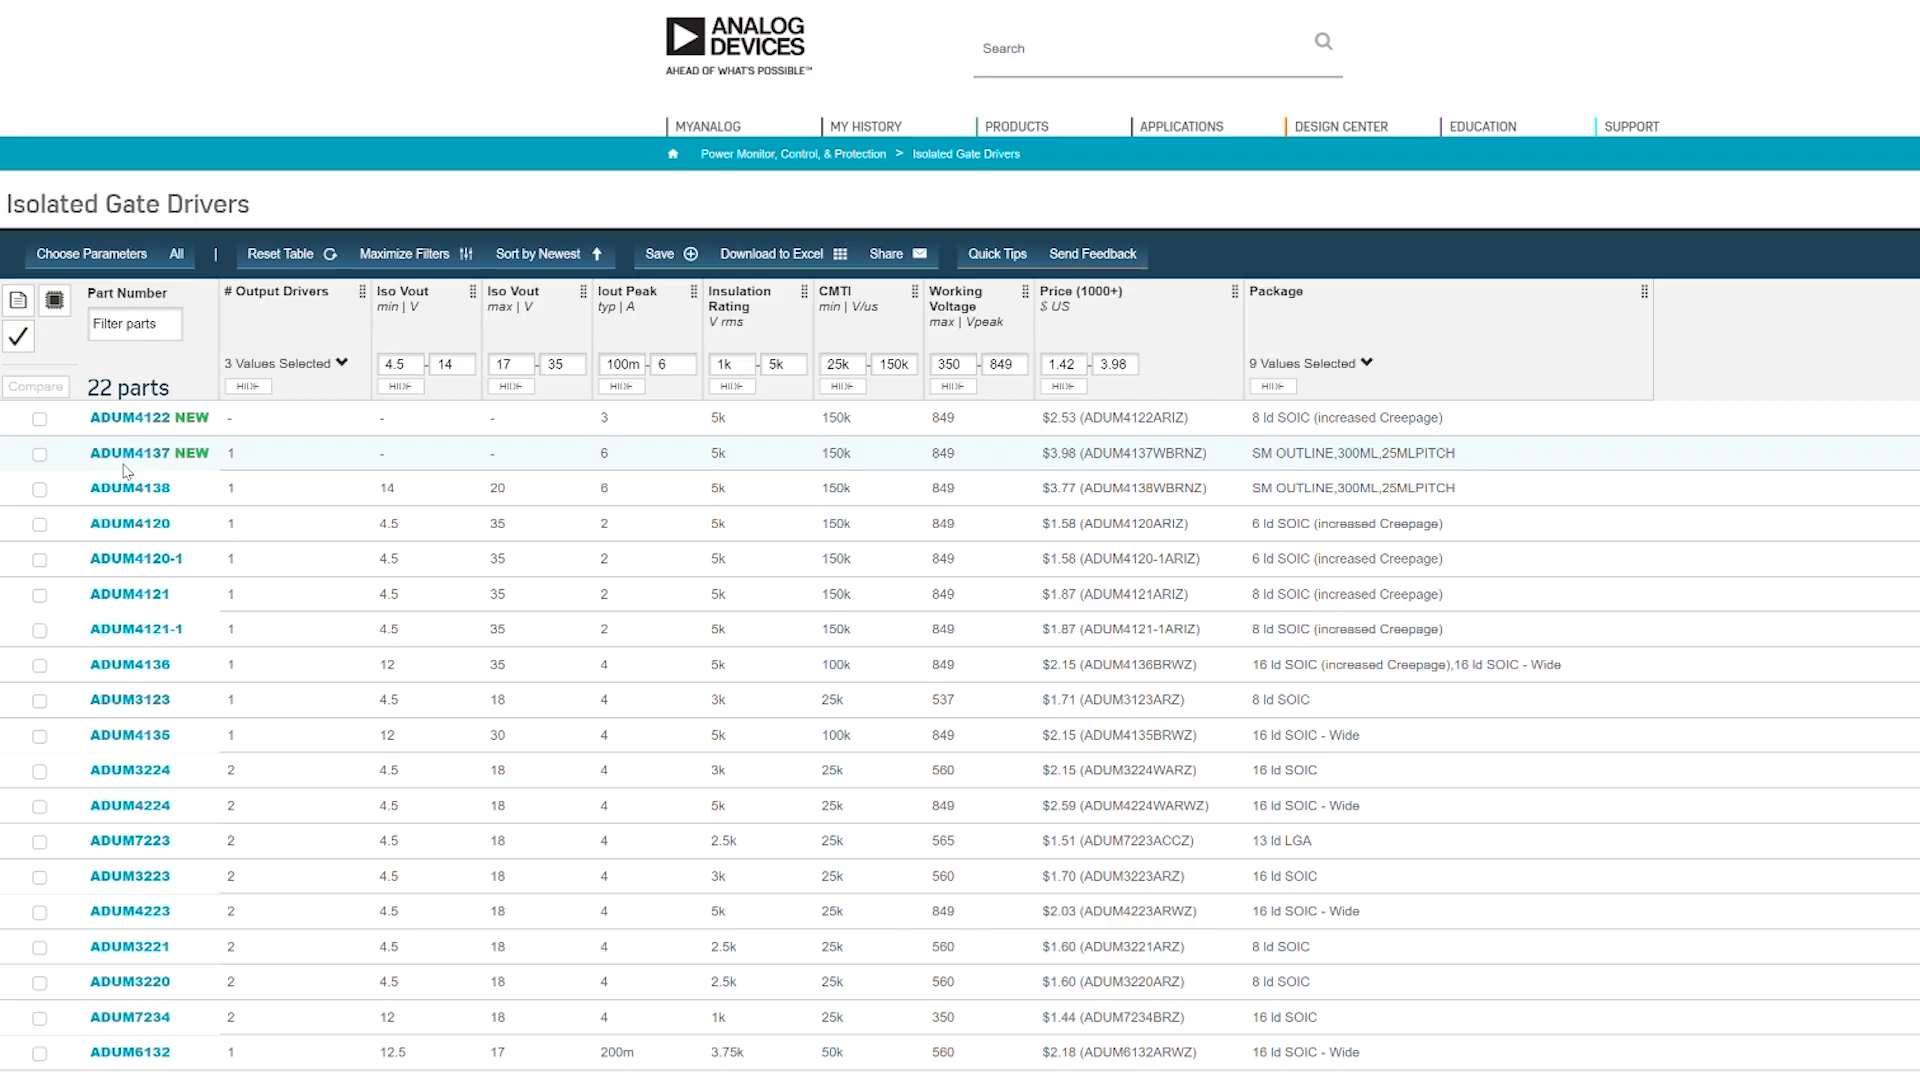 ANALOG
DEVICES
AHEAD OF WHAT'S POSSIBLE™
Search
MYANALOG MY HISTORY PRODUCTS APPLICATIONS DESIGN CENTER EDUCATION SUPPORT
Power Monitor, Control, & Protection > Isolated Gate Drivers
Isolated Gate Drivers
Choose Parameters All | Reset Table Maximize Filters Sort by Newest Save Download to Excel Share Quick Tips Send Feedback
Part Number # Output Drivers Iso Vout Iso Vout Iout Peak Insulation CMTI Working Price (1000+) Package
min | V max | V typ | A Rating min | V/us Voltage $ US
V rms max | Vpeak
Filter parts
3 Values Selected 4.5 - 14 17 - 35 100m - 6 1k - 5k 25k - 150k 350 - 849 1.42 - 3.98 9 Values Selected
Compare 22 parts HIDE HIDE HIDE HIDE HIDE HIDE HIDE HIDE HIDE
ADUM4122 NEW - - - 3 5k 150k 849 $2.53 (ADUM4122ARIZ) 8 ld SOIC (increased Creepage)
ADUM4137 NEW 1 - - 6 5k 150k 849 $3.98 (ADUM4137WBRNZ) SM OUTLINE,300ML,25MLPITCH
ADUM4138 1 14 20 6 5k 150k 849 $3.77 (ADUM4138WBRNZ) SM OUTLINE,300ML,25MLPITCH
ADUM4120 1 4.5 35 2 5k 150k 849 $1.58 (ADUM4120ARIZ) 6 ld SOIC (increased Creepage)
ADUM4120-1 1 4.5 35 2 5k 150k 849 $1.58 (ADUM4120-1ARIZ) 6 ld SOIC (increased Creepage)
ADUM4121 1 4.5 35 2 5k 150k 849 $1.87 (ADUM4121ARIZ) 8 ld SOIC (increased Creepage)
ADUM4121-1 1 4.5 35 2 5k 150k 849 $1.87 (ADUM4121-1ARIZ) 8 ld SOIC (increased Creepage)
ADUM4136 1 12 35 4 5k 100k 849 $2.15 (ADUM4136BRWZ) 16 ld SOIC (increased Creepage),16 ld SOIC - Wide
ADUM3123 1 4.5 18 4 3k 25k 537 $1.71 (ADUM3123ARZ) 8 ld SOIC
ADUM4135 1 12 30 4 5k 100k 849 $2.15 (ADUM4135BRWZ) 16 ld SOIC - Wide
ADUM3224 2 4.5 18 4 3k 25k 560 $2.15 (ADUM3224WARZ) 16 ld SOIC
ADUM4224 2 4.5 18 4 5k 25k 849 $2.59 (ADUM4224WARWZ) 16 ld SOIC - Wide
ADUM7223 2 4.5 18 4 2.5k 25k 565 $1.51 (ADUM7223ACCZ) 13 ld LGA
ADUM3223 2 4.5 18 4 3k 25k 560 $1.70 (ADUM3223ARZ) 16 ld SOIC
ADUM4223 2 4.5 18 4 5k 25k 849 $2.03 (ADUM4223ARWZ) 16 ld SOIC - Wide
ADUM3221 2 4.5 18 4 2.5k 25k 560 $1.60 (ADUM3221ARZ) 8 ld SOIC
ADUM3220 2 4.5 18 4 2.5k 25k 560 $1.60 (ADUM3220ARZ) 8 ld SOIC
ADUM7234 2 12 18 4 1k 25k 350 $1.44 (ADUM7234BRZ) 16 ld SOIC
ADUM6132 1 12.5 17 200m 3.75k 50k 560 $2.18 (ADUM6132ARWZ) 16 ld SOIC - Wide